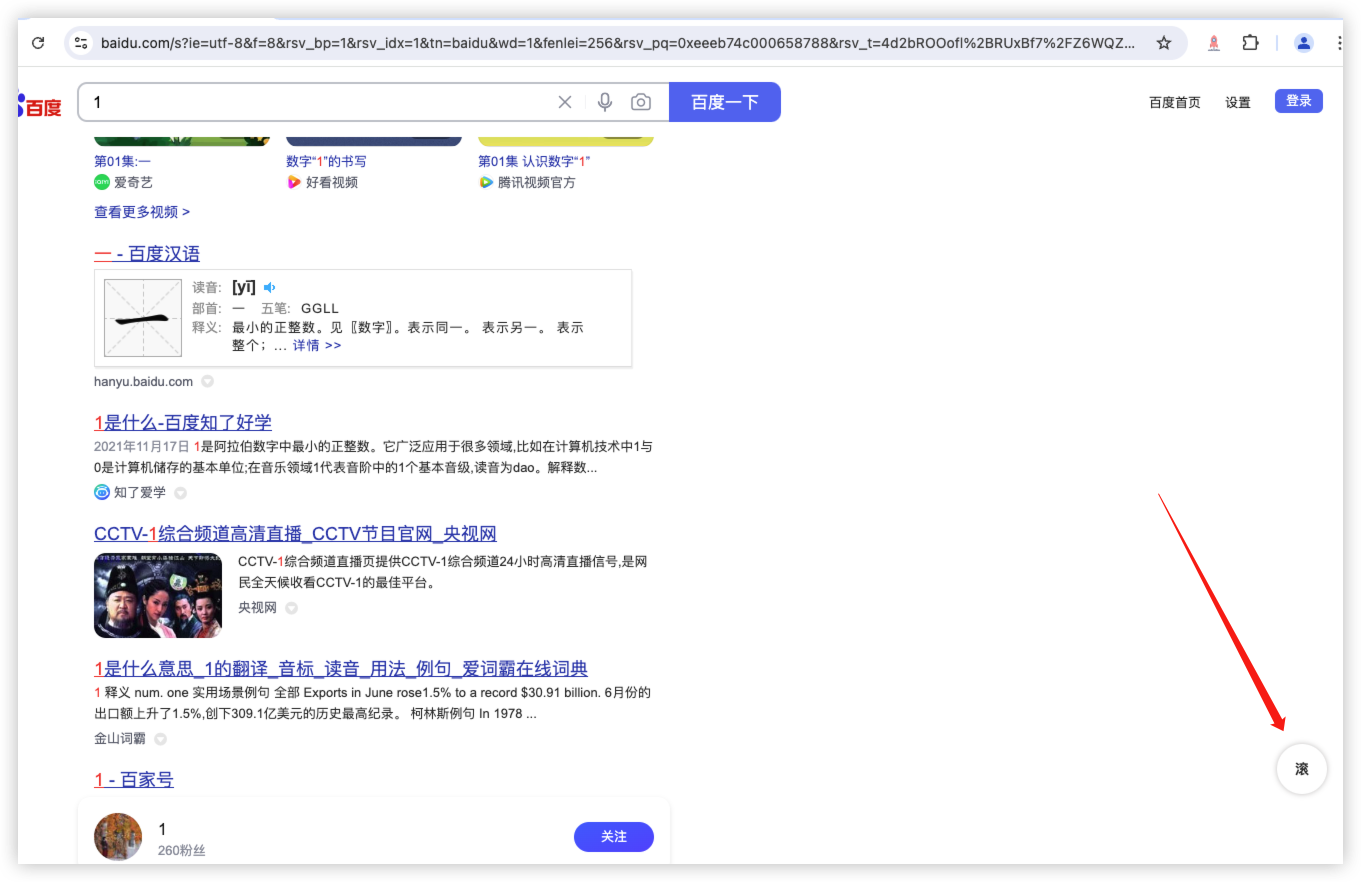 baidu.com/s?ie=utf-8&f=8&rsv_bp=1&rsv_idx=1&tn=baidu&wd=1&fenlei=256&rsv_pq=0xeeeb74c000658788&rsv_t=4d2bROOofl%2BRUxBf7%2FZ6WQZ...
百度 1 百度一下 百度首页 设置 登录
第01集:一 数字“1”的书写 第01集 认识数字“1”
爱奇艺 好看视频 腾讯视频官方
查看更多视频 >
一 - 百度汉语
读音: [yī]
部首: 一 五笔: GGLL
释义: 最小的正整数。见〖数字〗。表示同一。 表示另一。 表示
整个；... 详情 >>
hanyu.baidu.com
1是什么-百度知了好学
2021年11月17日 1是阿拉伯数字中最小的正整数。它广泛应用于很多领域,比如在计算机技术中1与
0是计算机储存的基本单位;在音乐领域1代表音阶中的1个基本音级,读音为dao。解释数...
知了爱学
CCTV-1综合频道高清直播_CCTV节目官网_央视网
CCTV-1综合频道直播页提供CCTV-1综合频道24小时高清直播信号,是网
民全天候收看CCTV-1的最佳平台。
央视网
1是什么意思_1的翻译_音标_读音_用法_例句_爱词霸在线词典
1 释义 num. one 实用场景例句 全部 Exports in June rose1.5% to a record $30.91 billion. 6月份的
出口额上升了1.5%,创下309.1亿美元的历史最高纪录。 柯林斯例句 In 1978 ...
金山词霸
滚
1 - 百家号
1
关注
260粉丝